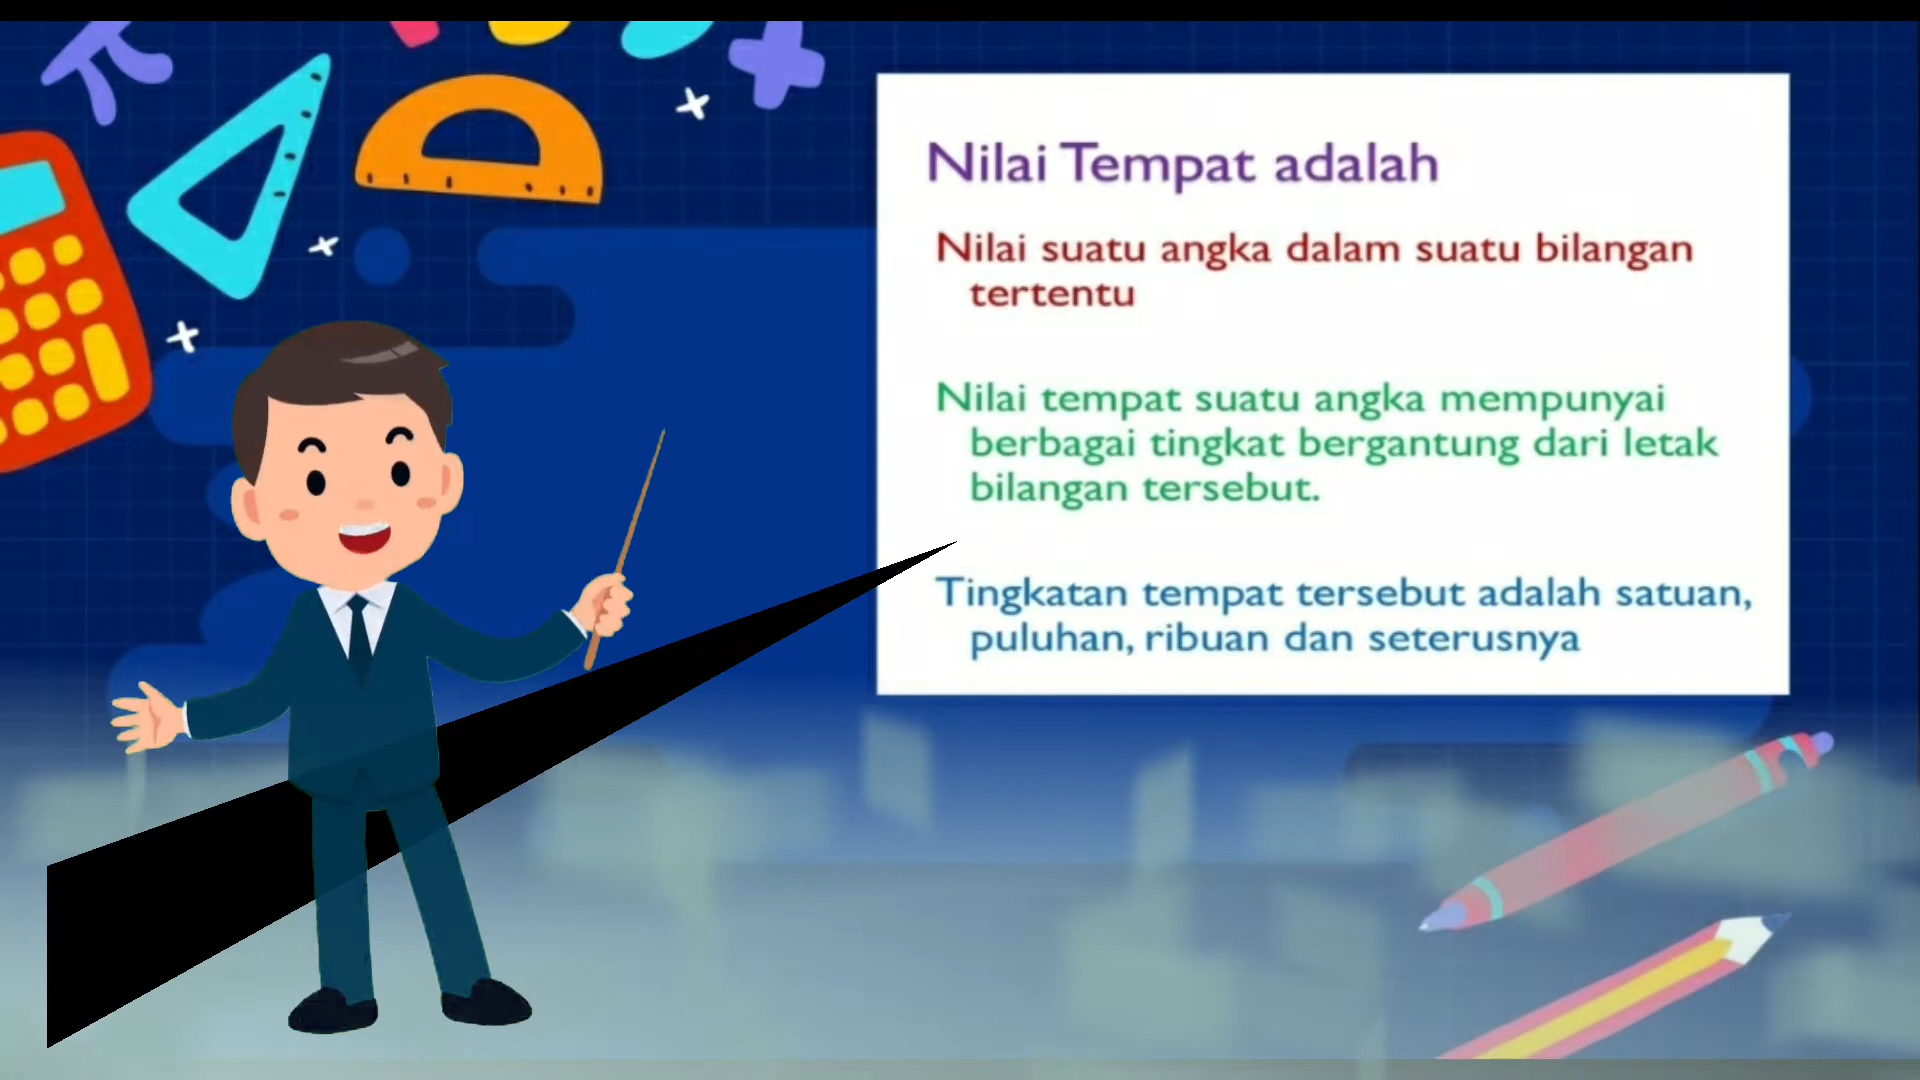 Nilai Tempat adalah
Nilai suatu angka dalam suatu bilangan
tertentu
Nilai tempat suatu angka mempunyai
berbagai tingkat bergantung dari letak
bilangan tersebut.
Tingkatan tempat tersebut adalah satuan,
puluhan, ribuan dan seterusnya